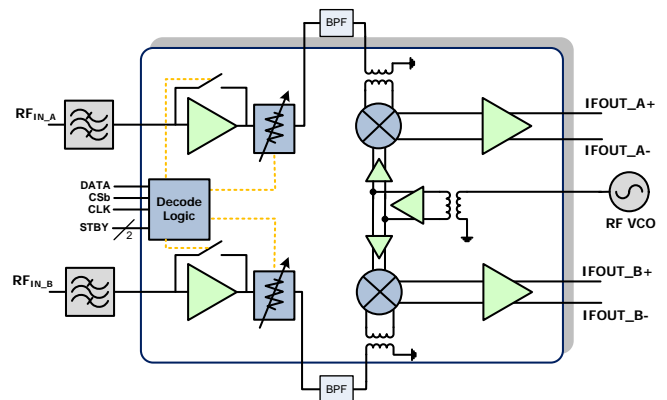 BPF
IFOUT_A+
RFIN_A
IFOUT_A-
DATA
CSb
CLK
STBY
2
Decode
Logic
RF VCO
IFOUT_B+
RFIN_B
IFOUT_B-
BPF